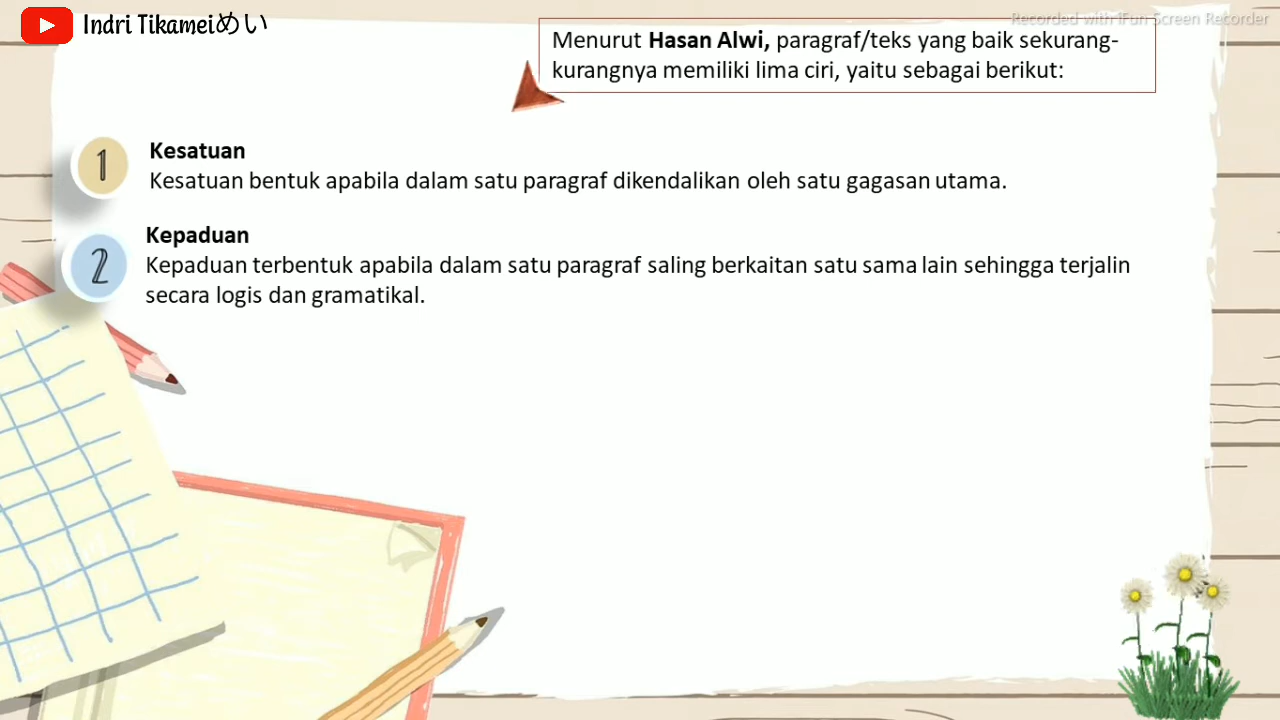 Indri Tikameiめい
Recorded with iFun Screen Recorder
Menurut Hasan Alwi, paragraf/teks yang baik sekurang-
kurangnya memiliki lima ciri, yaitu sebagai berikut:
1
Kesatuan
Kesatuan bentuk apabila dalam satu paragraf dikendalikan oleh satu gagasan utama.
2
Kepaduan
Kepaduan terbentuk apabila dalam satu paragraf saling berkaitan satu sama lain sehingga terjalin
secara logis dan gramatikal.